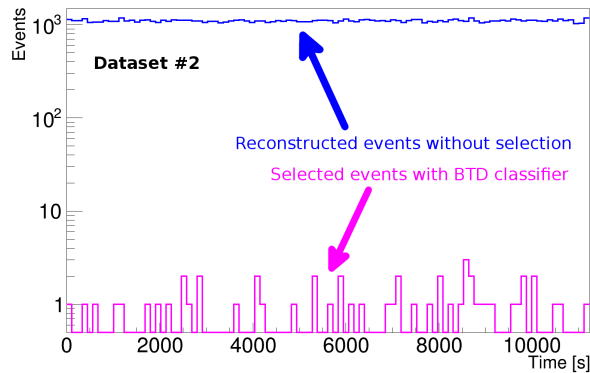 Events
10³
Dataset #2
10²
Reconstructed events without selection
Selected events with BTD classifier
10
1
0 2000 4000 6000 8000 10000
Time [s]